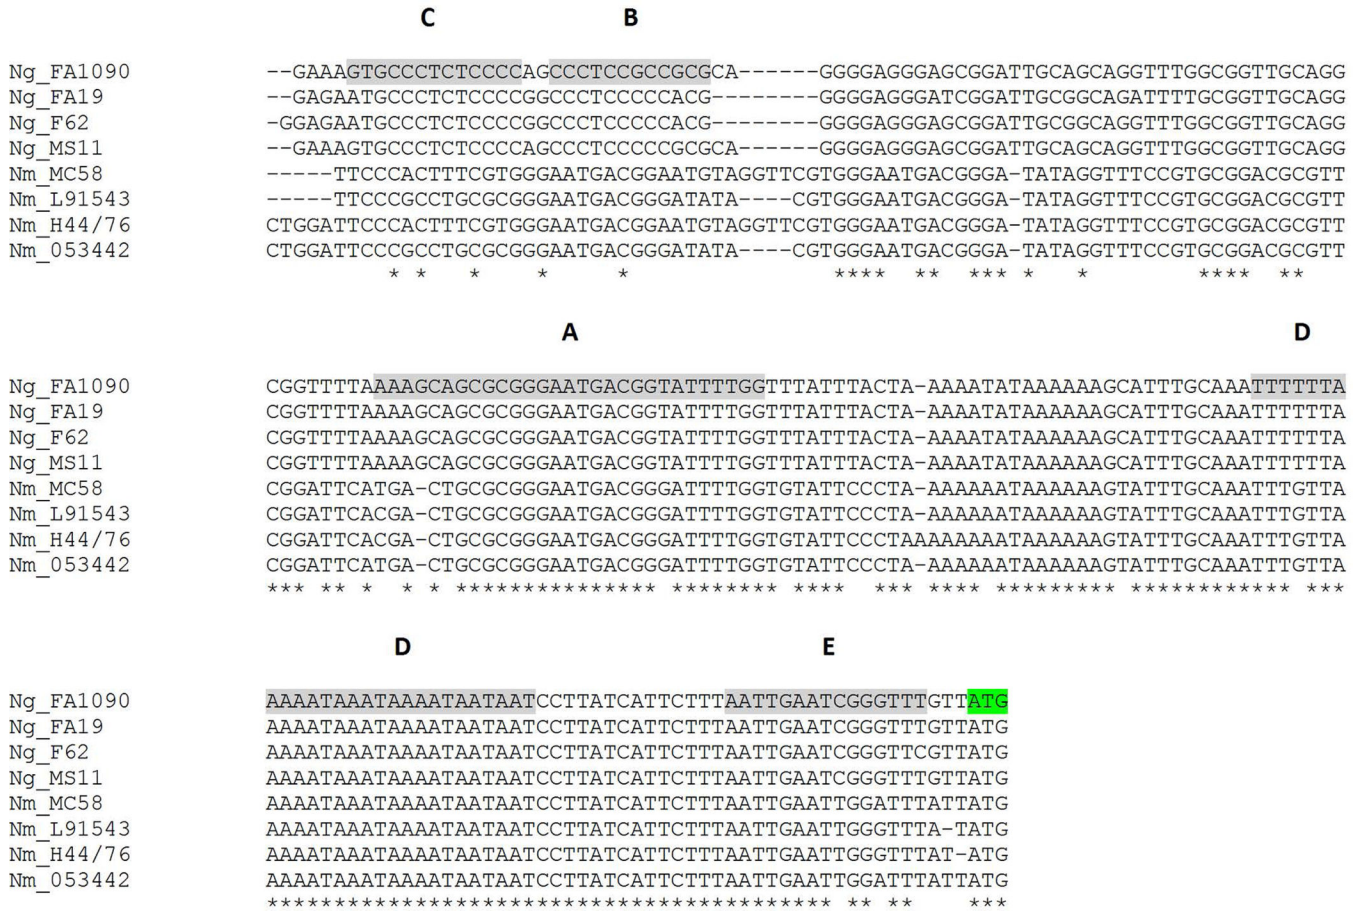 C B
Ng_FA1090 --GAAAGTGCCCTCTCCCCAGCCCTCCGCCGCGCA------GGGGAGGGAGCGGATTGCAGCAGGTTTGGCGGTTGCAGG
Ng_FA19 --GAGAATGCCCTCTCCCCGGCCCTCCCCCACG--------GGGGAGGGATCGGATTGCGGCAGATTTTGCGGTTGCAGG
Ng_F62 -GGAGAATGCCCTCTCCCCGGCCCTCCCCCACG--------GGGGAGGGAGCGGATTGCGGCAGGTTTGGCGGTTGCAGG
Ng_MS11 --GAAAGTGCCCTCTCCCCAGCCCTCCCCCGCGCA------GGGGAGGGAGCGGATTGCAGCAGGTTTGGCGGTTGCAGG
Nm_MC58 -----TTCCCACTTTCGTGGGAATGACGGAATGTAGGTTCGTGGGAATGACGGGA-TATAGGTTTCCGTGCGGACGCGTT
Nm_L91543 -----TTCCCGCCTGCGCGGGAATGACGGGATATA----CGTGGGAATGACGGGA-TATAGGTTTCCGTGCGGACGCGTT
Nm_H44/76 CTGGATTCCCACTTTCGTGGGAATGACGGAATGTAGGTTCGTGGGAATGACGGGA-TATAGGTTTCCGTGCGGACGCGTT
Nm_053442 CTGGATTCCCGCCTGCGCGGGAATGACGGGATATA----CGTGGGAATGACGGGA-TATAGGTTTCCGTGCGGACGCGTT
* * * * * **** ** *** * * **** **
A D
Ng_FA1090 CGGTTTTAAAAGCAGCGCGGGAATGACGGTATTTTGGTTTATTTACTA-AAAATATAAAAAAGCATTTGCAAATTTTTTA
Ng_FA19 CGGTTTTAAAAGCAGCGCGGGAATGACGGTATTTTGGTTTATTTACTA-AAAATATAAAAAAGCATTTGCAAATTTTTTA
Ng_F62 CGGTTTTAAAAGCAGCGCGGGAATGACGGTATTTTGGTTTATTTACTA-AAAATATAAAAAAGCATTTGCAAATTTTTTA
Ng_MS11 CGGTTTTAAAAGCAGCGCGGGAATGACGGTATTTTGGTTTATTTACTA-AAAATATAAAAAAGCATTTGCAAATTTTTTA
Nm_MC58 CGGATTCATGA-CTGCGCGGGAATGACGGGATTTTGGTGTATTCCCTA-AAAAAATAAAAAAGTATTTGCAAATTTGTTA
Nm_L91543 CGGATTCACGA-CTGCGCGGGAATGACGGGATTTTGGTGTATTCCCTA-AAAAAATAAAAAAGTATTTGCAAATTTGTTA
Nm_H44/76 CGGATTCACGA-CTGCGCGGGAATGACGGGATTTTGGTGTATTCCCTAAAAAAAATAAAAAAGTATTTGCAAATTTGTTA
Nm_053442 CGGATTCATGA-CTGCGCGGGAATGACGGGATTTTGGTGTATTCCCTA-AAAAAATAAAAAAGTATTTGCAAATTTGTTA
*** ** * * * *************** ******** **** *** **** ********* ************ ***
D E
Ng_FA1090 AAAATAAATAAAATAATAATCCTTATCATTCTTTAATTGAATCGGGTTTGTTATG
Ng_FA19 AAAATAAATAAAATAATAATCCTTATCATTCTTTAATTGAATCGGGTTTGTTATG
Ng_F62 AAAATAAATAAAATAATAATCCTTATCATTCTTTAATTGAATCGGGTTCGTTATG
Ng_MS11 AAAATAAATAAAATAATAATCCTTATCATTCTTTAATTGAATCGGGTTTGTTATG
Nm_MC58 AAAATAAATAAAATAATAATCCTTATCATTCTTTAATTGAATTGGATTTATTATG
Nm_L91543 AAAATAAATAAAATAATAATCCTTATCATTCTTTAATTGAATTGGGTTTA-TATG
Nm_H44/76 AAAATAAATAAAATAATAATCCTTATCATTCTTTAATTGAATTGGGTTTAT-ATG
Nm_053442 AAAATAAATAAAATAATAATCCTTATCATTCTTTAATTGAATTGGATTTATTATG
****************************************** ** ** ***